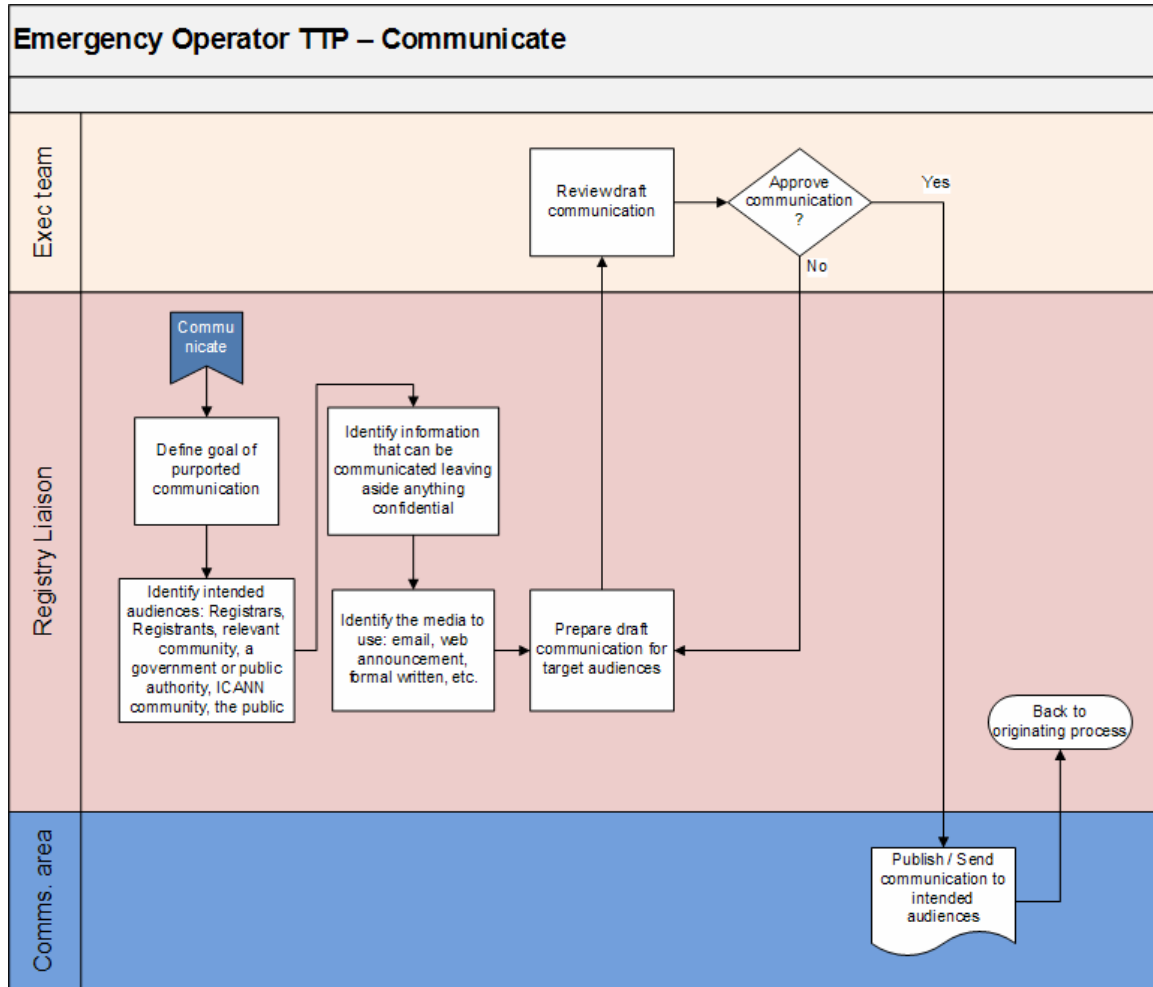 Emergency Operator TTP – Communicate
Exec team
Review draft
communication
Approve
communication
?
Yes
No
Registry Liaison
Commu
nicate
Define goal of
purported
communication
Identify intended
audiences: Registrars,
Registrants, relevant
community, a
government or public
authority, ICANN
community, the public
Identify information
that can be
communicated leaving
aside anything
confidential
Identify the media to
use: email, web
announcement,
formal written, etc.
Prepare draft
communication for
target audiences
Back to
originating process
Comms. area
Publish / Send
communication to
intended
audiences